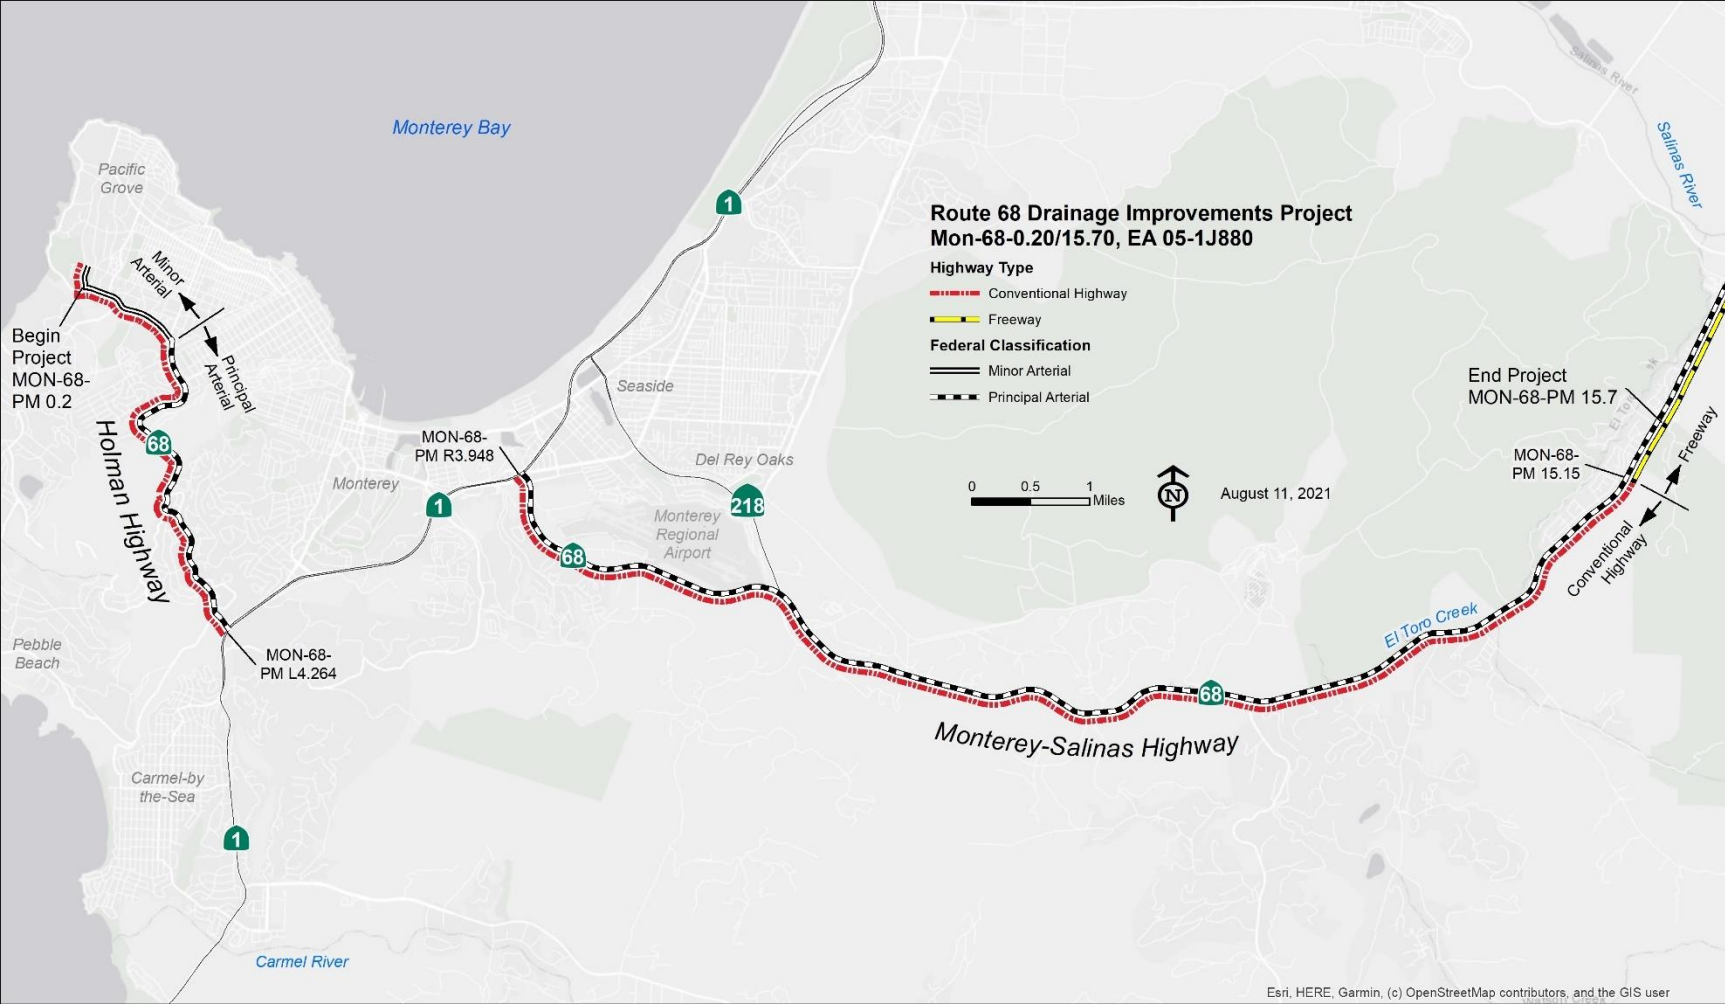 Monterey Bay
Salinas River
Salinas River
Pacific
Grove
1
Route 68 Drainage Improvements Project
Mon-68-0.20/15.70, EA 05-1J880
Highway Type
Conventional Highway
Freeway
Federal Classification
Minor Arterial
Principal Arterial
0 0.5 1
Miles
N
August 11, 2021
Minor
Arterial
Principal
Arterial
Begin
Project
MON-68-
PM 0.2
68
Holman Highway
Seaside
MON-68-
PM R3.948
Del Rey Oaks
Monterey
1
218
Monterey
Regional
Airport
68
End Project
MON-68-PM 15.7
El Toro
MON-68-
PM 15.15
Freeway
Conventional
Highway
El Toro Creek
Pebble
Beach
MON-68-
PM L4.264
68
Monterey-Salinas Highway
Carmel-by
the-Sea
1
Carmel River
Esri, HERE, Garmin, (c) OpenStreetMap contributors, and the GIS user